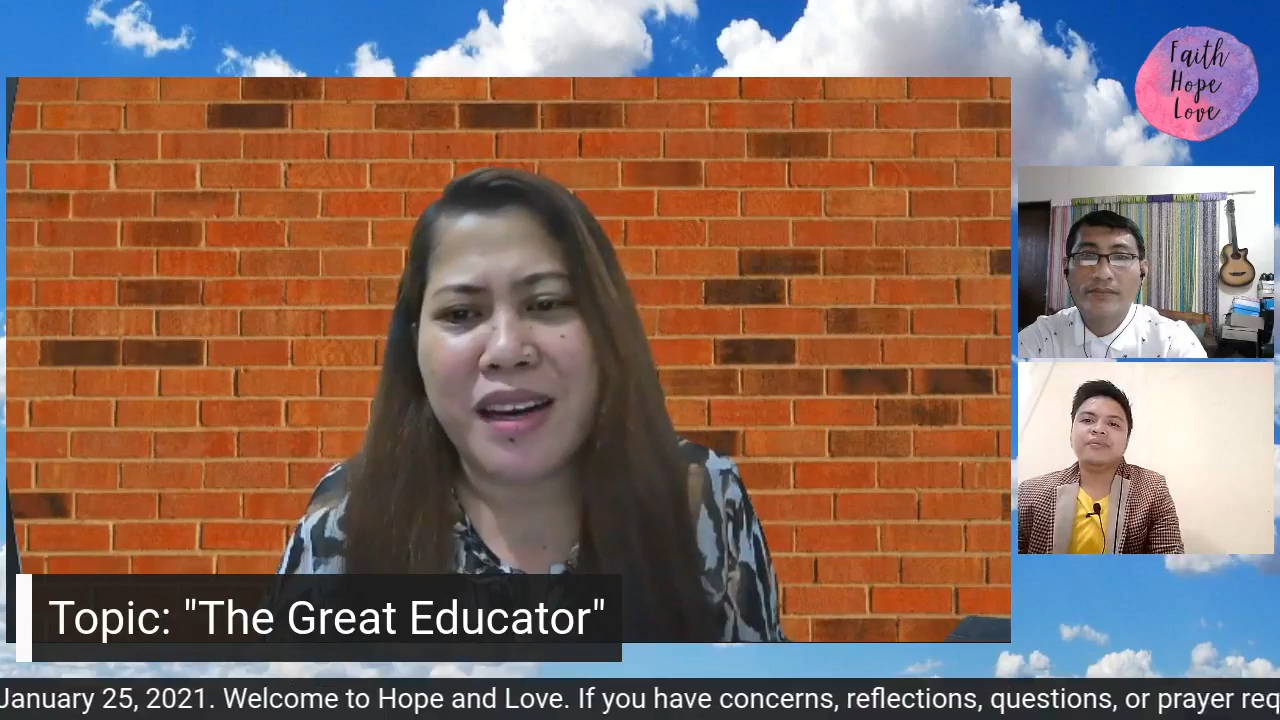 Faith
Hope
Love
Topic: "The Great Educator"
January 25, 2021. Welcome to Hope and Love. If you have concerns, reflections, questions, or prayer req